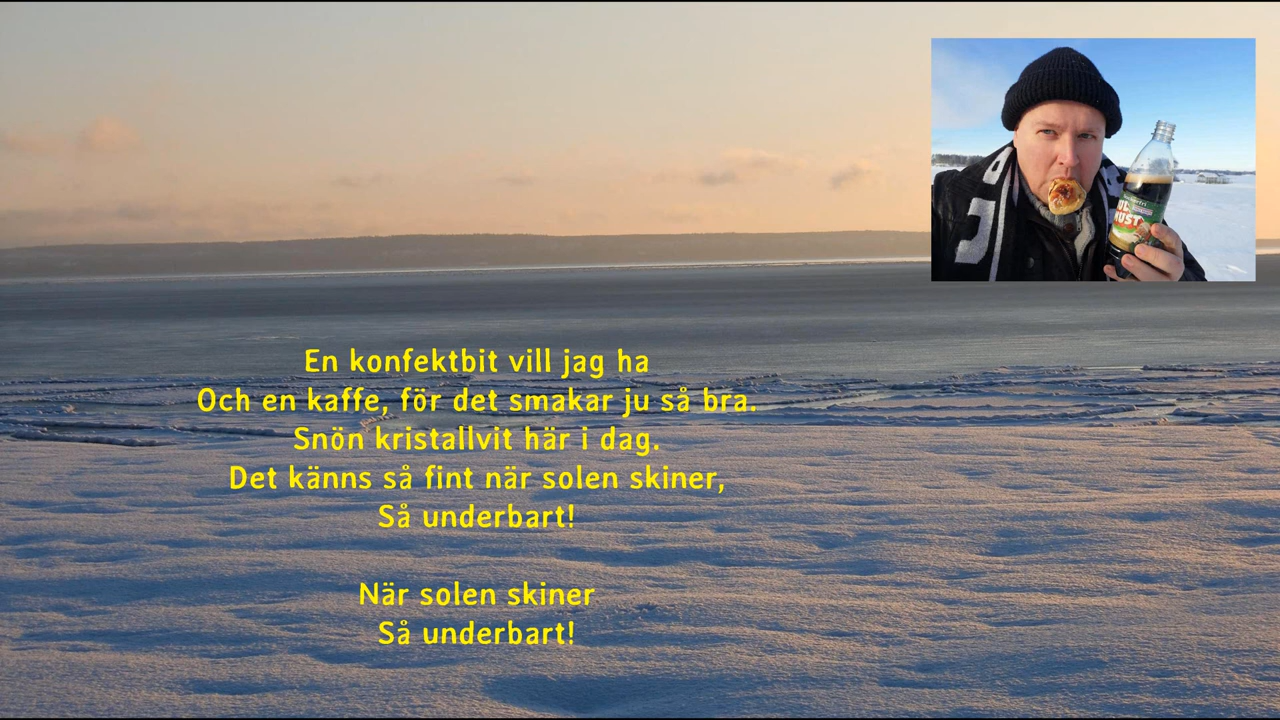 En konfektbit vill jag ha
Och en kaffe, för det smakar ju så bra.
Snön kristallvit här i dag.
Det känns så fint när solen skiner,
Så underbart!
När solen skiner
Så underbart!
MUST